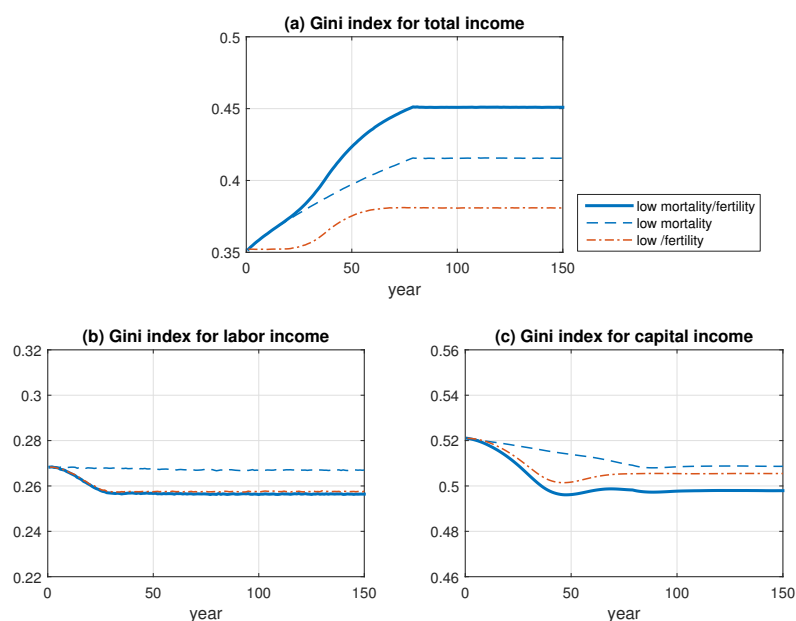 (a) Gini index for total income
0.5
0.45
0.4
0.35
0 50 100 150
year
low mortality/fertility
low mortality
low /fertility
(b) Gini index for labor income
0.32
0.3
0.28
0.26
0.24
0.22
0 50 100 150
year
(c) Gini index for capital income
0.56
0.54
0.52
0.5
0.48
0.46
0 50 100 150
year